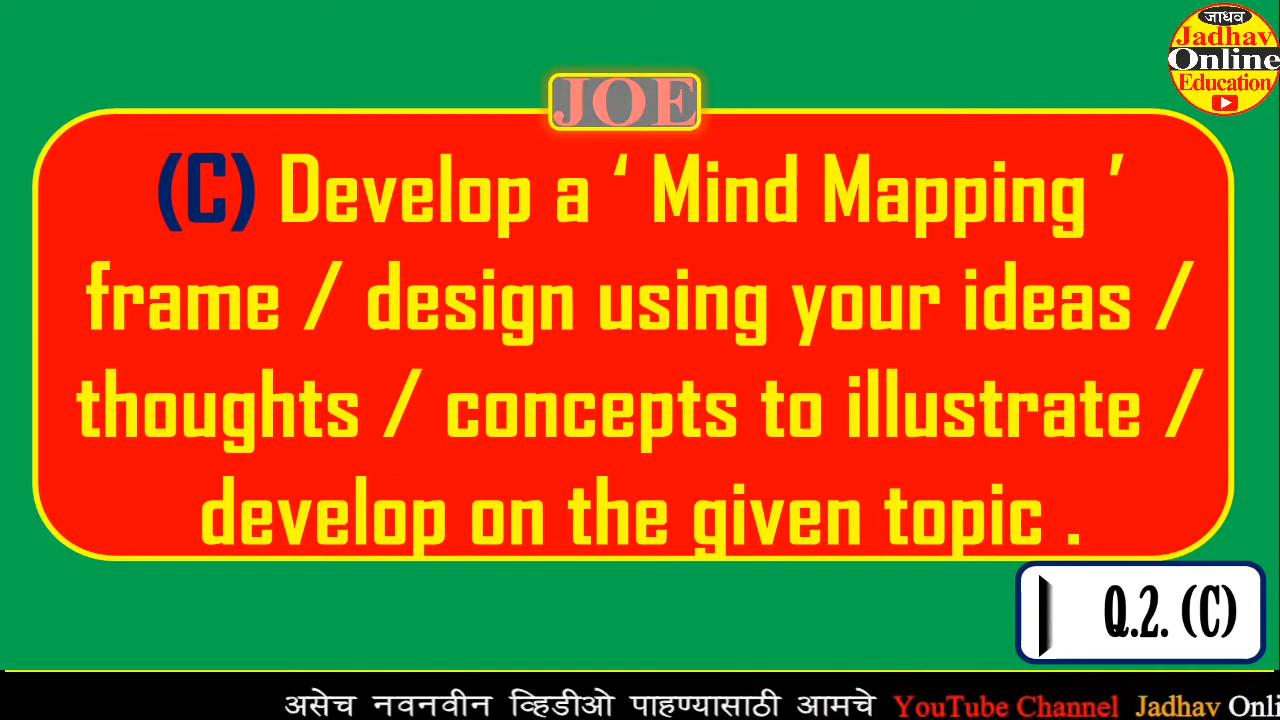 जाधव
Jadhav
Online
Education
JOE
(C) Develop a ‘ Mind Mapping ’
frame / design using your ideas /
thoughts / concepts to illustrate /
develop on the given topic .
Q.2. (C)
असेच नवनवीन व्हिडीओ पाहण्यासाठी आमचे YouTube Channel Jadhav Onli